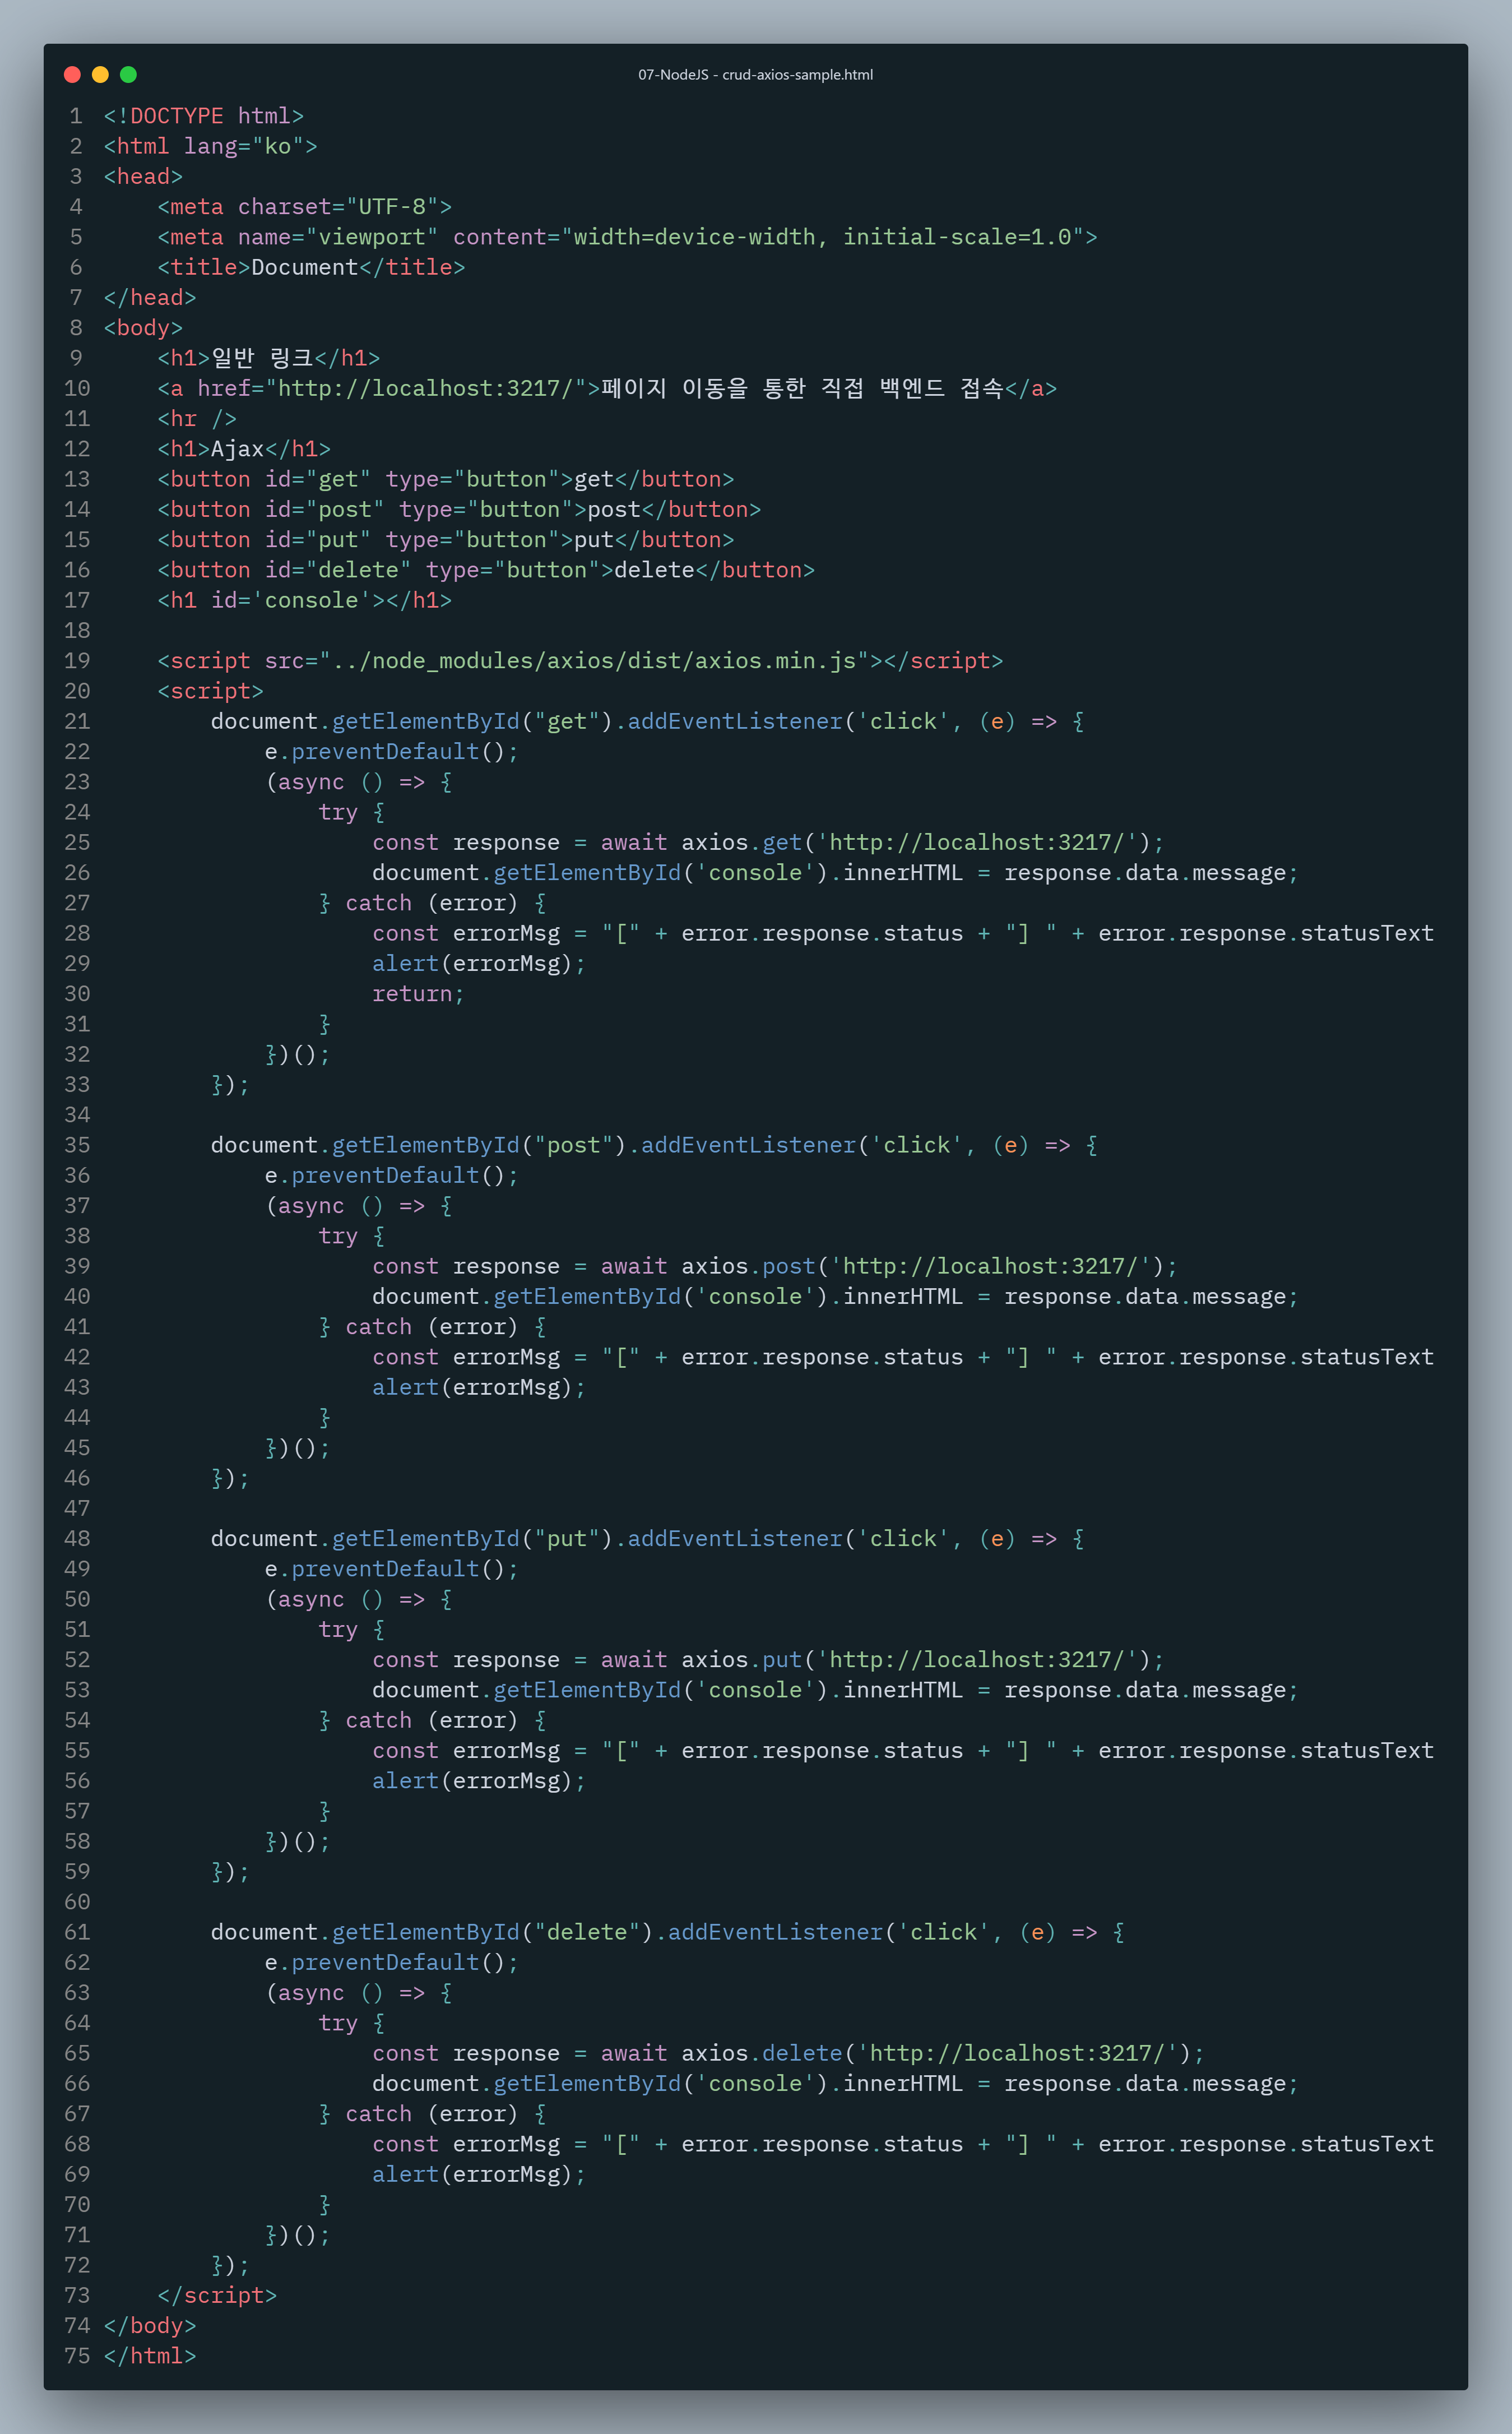 07-NodeJS - crud-axios-sample.html
1 <!DOCTYPE html>
2 <html lang="ko">
3 <head>
4     <meta charset="UTF-8">
5     <meta name="viewport" content="width=device-width, initial-scale=1.0">
6     <title>Document</title>
7 </head>
8 <body>
9     <h1>일반 링크</h1>
10     <a href="http://localhost:3217/">페이지 이동을 통한 직접 백엔드 접속</a>
11     <hr />
12     <h1>Ajax</h1>
13     <button id="get" type="button">get</button>
14     <button id="post" type="button">post</button>
15     <button id="put" type="button">put</button>
16     <button id="delete" type="button">delete</button>
17     <h1 id='console'></h1>
18
19     <script src="../node_modules/axios/dist/axios.min.js"></script>
20     <script>
21         document.getElementById("get").addEventListener('click', (e) => {
22             e.preventDefault();
23             (async () => {
24                 try {
25                     const response = await axios.get('http://localhost:3217/');
26                     document.getElementById('console').innerHTML = response.data.message;
27                 } catch (error) {
28                     const errorMsg = "[" + error.response.status + "] " + error.response.statusText
29                     alert(errorMsg);
30                     return;
31                 }
32             })();
33         });
34
35         document.getElementById("post").addEventListener('click', (e) => {
36             e.preventDefault();
37             (async () => {
38                 try {
39                     const response = await axios.post('http://localhost:3217/');
40                     document.getElementById('console').innerHTML = response.data.message;
41                 } catch (error) {
42                     const errorMsg = "[" + error.response.status + "] " + error.response.statusText
43                     alert(errorMsg);
44                 }
45             })();
46         });
47
48         document.getElementById("put").addEventListener('click', (e) => {
49             e.preventDefault();
50             (async () => {
51                 try {
52                     const response = await axios.put('http://localhost:3217/');
53                     document.getElementById('console').innerHTML = response.data.message;
54                 } catch (error) {
55                     const errorMsg = "[" + error.response.status + "] " + error.response.statusText
56                     alert(errorMsg);
57                 }
58             })();
59         });
60
61         document.getElementById("delete").addEventListener('click', (e) => {
62             e.preventDefault();
63             (async () => {
64                 try {
65                     const response = await axios.delete('http://localhost:3217/');
66                     document.getElementById('console').innerHTML = response.data.message;
67                 } catch (error) {
68                     const errorMsg = "[" + error.response.status + "] " + error.response.statusText
69                     alert(errorMsg);
70                 }
71             })();
72         });
73     </script>
74 </body>
75 </html>